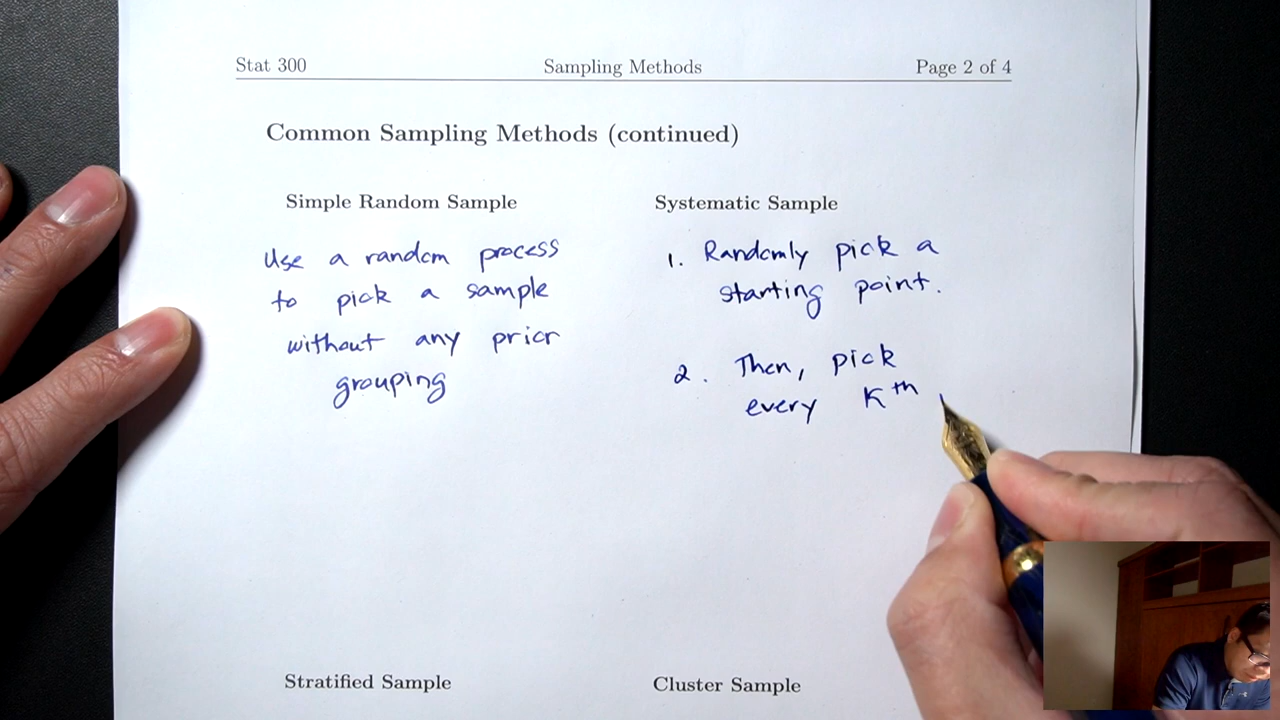 Stat 300 Sampling Methods Page 2 of 4
Common Sampling Methods (continued)
Simple Random Sample
Use a random process
to pick a sample
without any prior
grouping
Systematic Sample
1. Randomly pick a
starting point.
2. Then, pick
every Kth
Stratified Sample
Cluster Sample